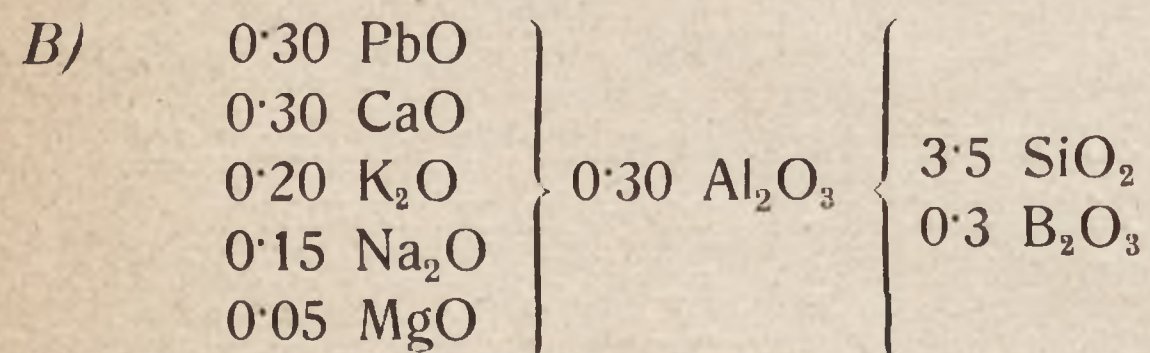 B) 0·30 PbO
0·30 CaO
0·20 K₂O } 0·30 Al₂O₃ { 3·5 SiO₂
0·15 Na₂O 0·3 B₂O₃
0·05 MgO